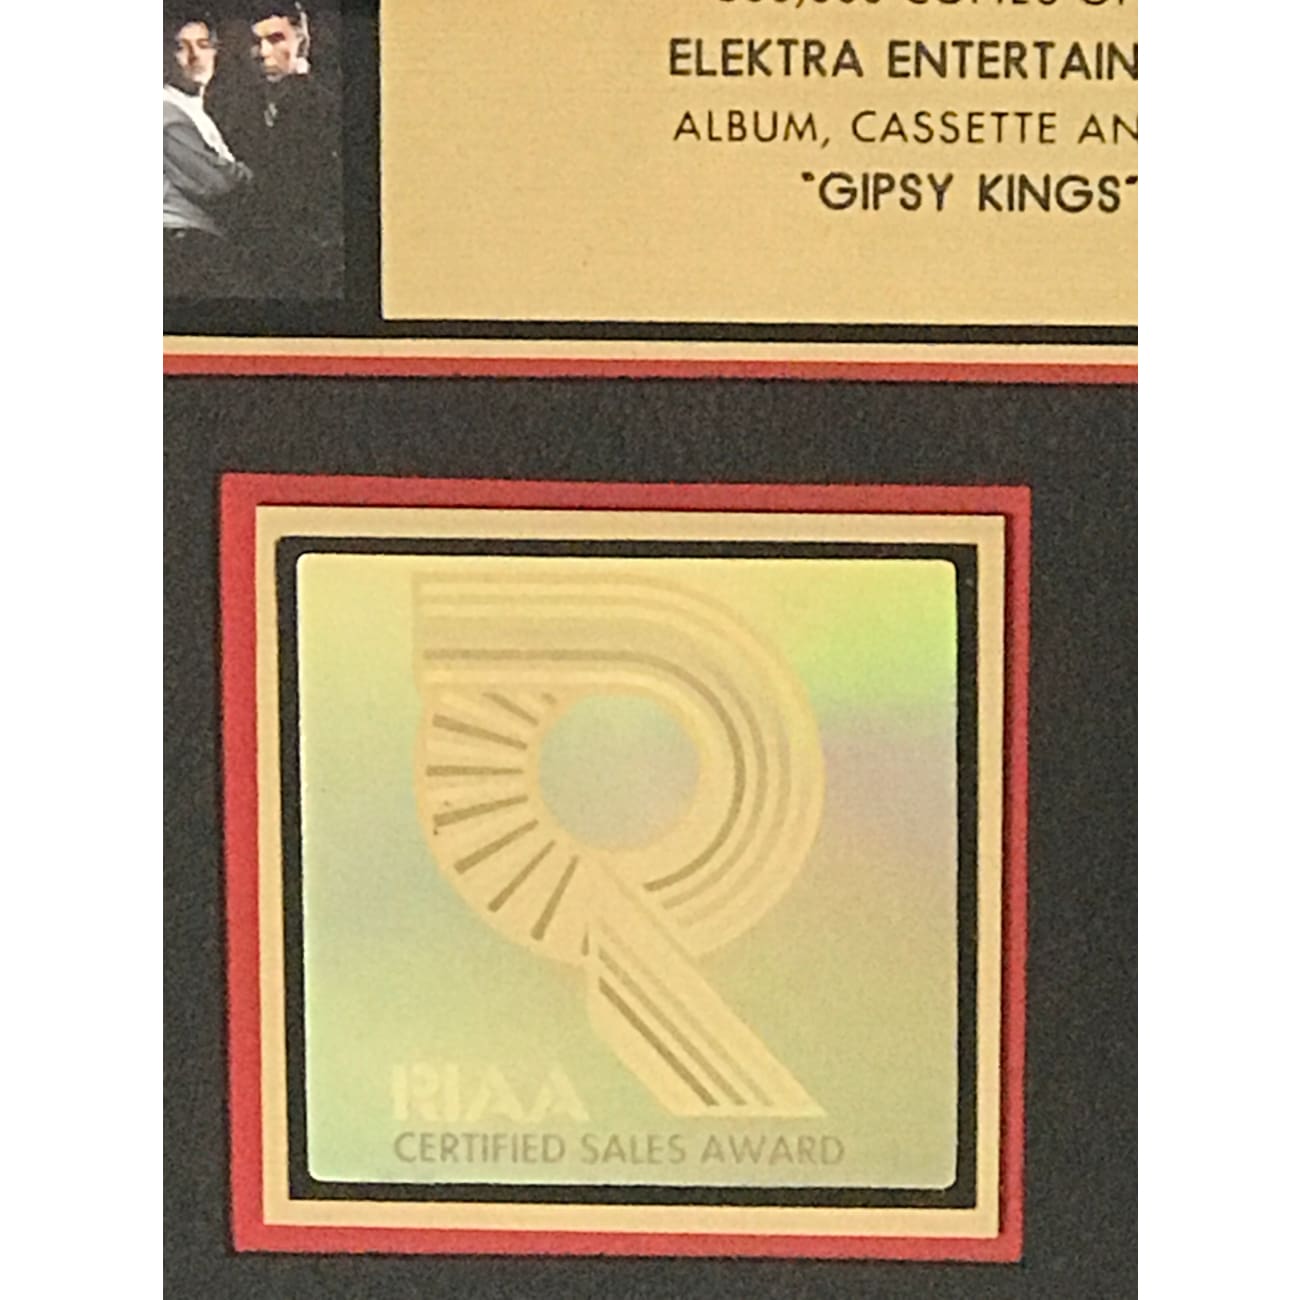 ELEKTRA ENTERTAIN
ALBUM, CASSETTE AN
"GIPSY KINGS"
RIAA
CERTIFIED SALES AWARD